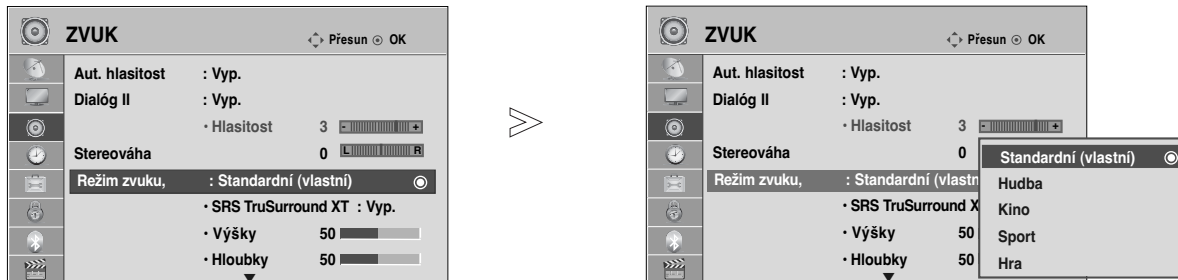 ZVUK
Přesun OK
Aut. hlasitost : Vyp.
Dialóg II : Vyp.
• Hlasitost 3 - +
Stereováha 0 L R
Režim zvuku, : Standardní (vlastní)
• SRS TruSurround XT : Vyp.
• Výšky 50
• Hloubky 50
>
ZVUK
Přesun OK
Aut. hlasitost : Vyp.
Dialóg II : Vyp.
• Hlasitost 3 - +
Stereováha 0
Režim zvuku, : Standardní (vlastn
• SRS TruSurround X
• Výšky 50
• Hloubky 50
Standardní (vlastní)
Hudba
Kino
Sport
Hra